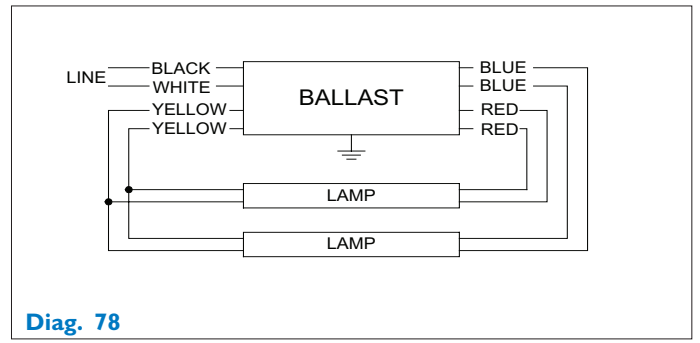 LINE
BLACK
WHITE
YELLOW
YELLOW
BALLAST
BLUE
BLUE
RED
RED
LAMP
LAMP
Diag. 78